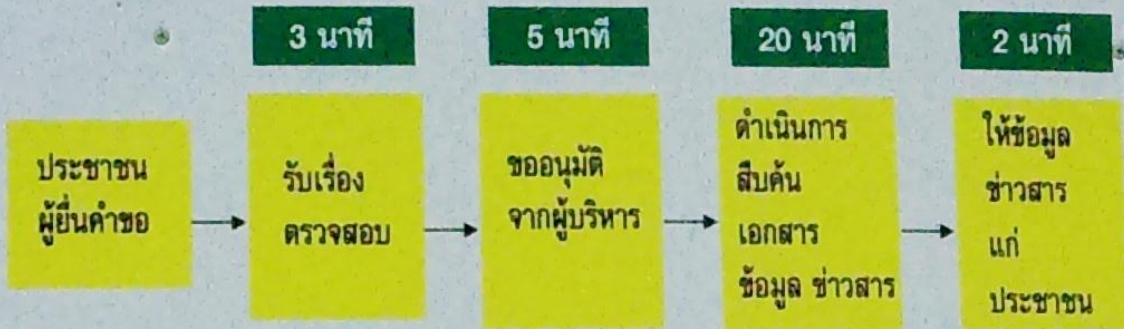 3 นาที
5 นาที
20 นาที
2 นาที
ประชาชน
ผู้ยื่นคำขอ
รับเรื่อง
ตรวจสอบ
ขออนุมัติ
จากผู้บริหาร
ดำเนินการ
สืบค้น
เอกสาร
ข้อมูล ข่าวสาร
ให้ข้อมูล
ข่าวสาร
แก่
ประชาชน